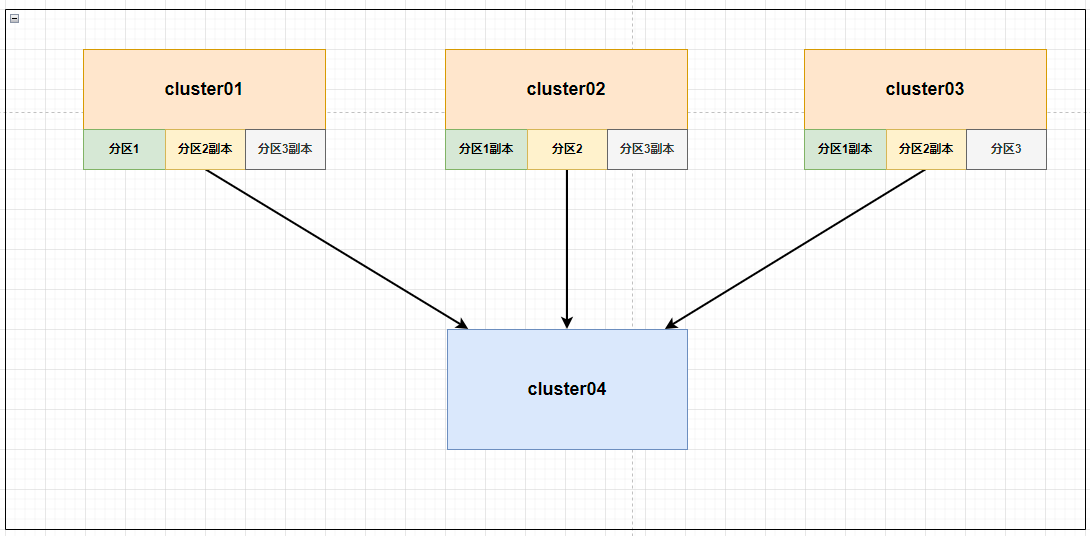 cluster01
cluster02
cluster03
分区1
分区2副本
分区3副本
分区1副本
分区2
分区3副本
分区1副本
分区2副本
分区3
cluster04